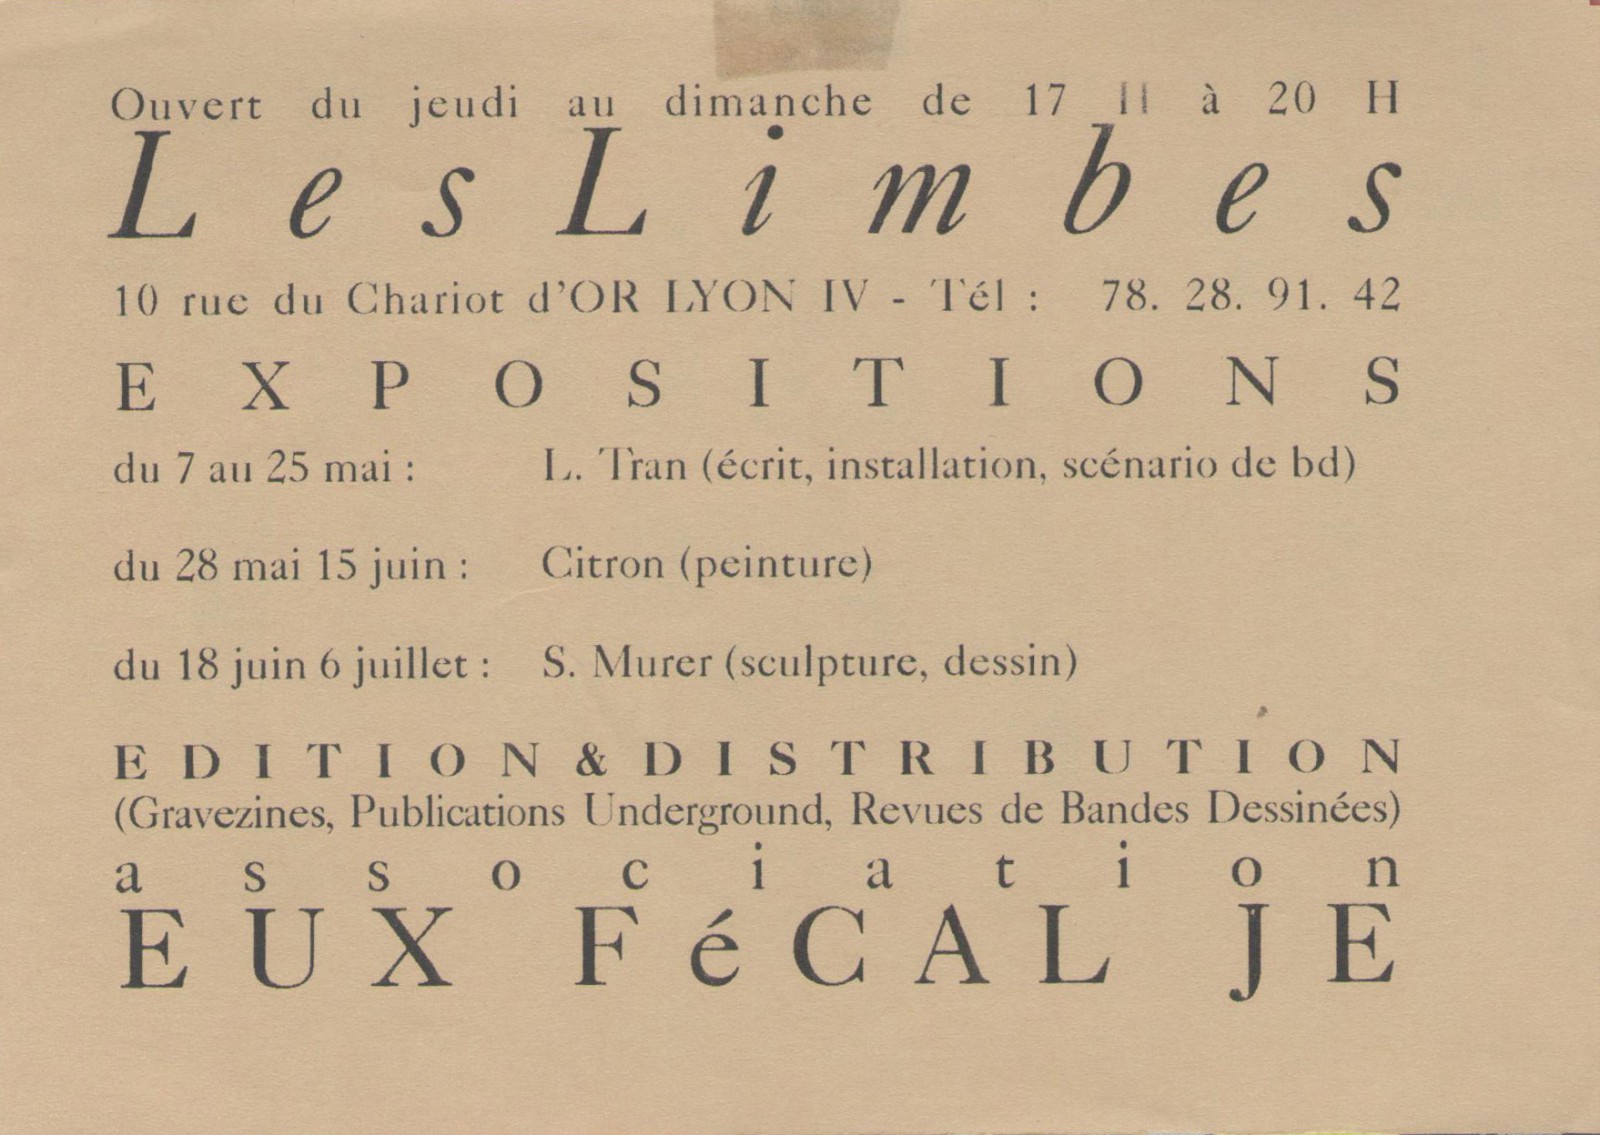 Ouvert du jeudi au dimanche de 17 H à 20 H
Les Limbes
10 rue du Chariot d'OR LYON IV - Tél : 78. 28. 91. 42
EXPOSITIONS
du 7 au 25 mai : L. Tran (écrit, installation, scénario de bd)
du 28 mai 15 juin : Citron (peinture)
du 18 juin 6 juillet : S. Murer (sculpture, dessin)
EDITION & DISTRIBUTION
(Gravezines, Publications Underground, Revues de Bandes Dessinées)
association
EUX FéCAL JE